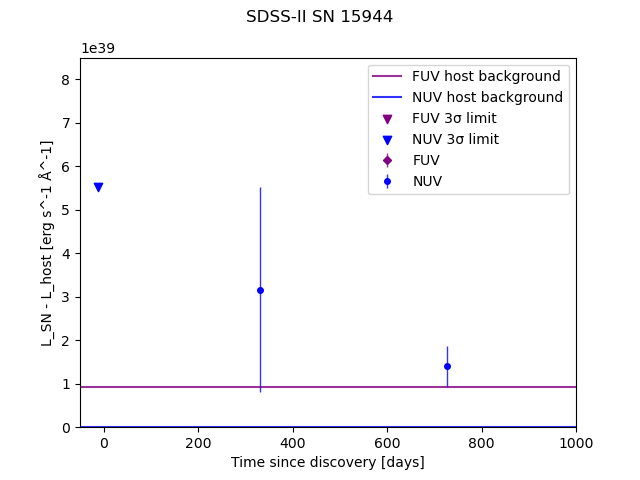 SDSS-II SN 15944
1e39
L_SN - L_host [erg s^-1 Å^-1]
8
7
6
5
4
3
2
1
0
FUV host background
NUV host background
FUV 3σ limit
NUV 3σ limit
FUV
NUV
0 200 400 600 800 1000
Time since discovery [days]